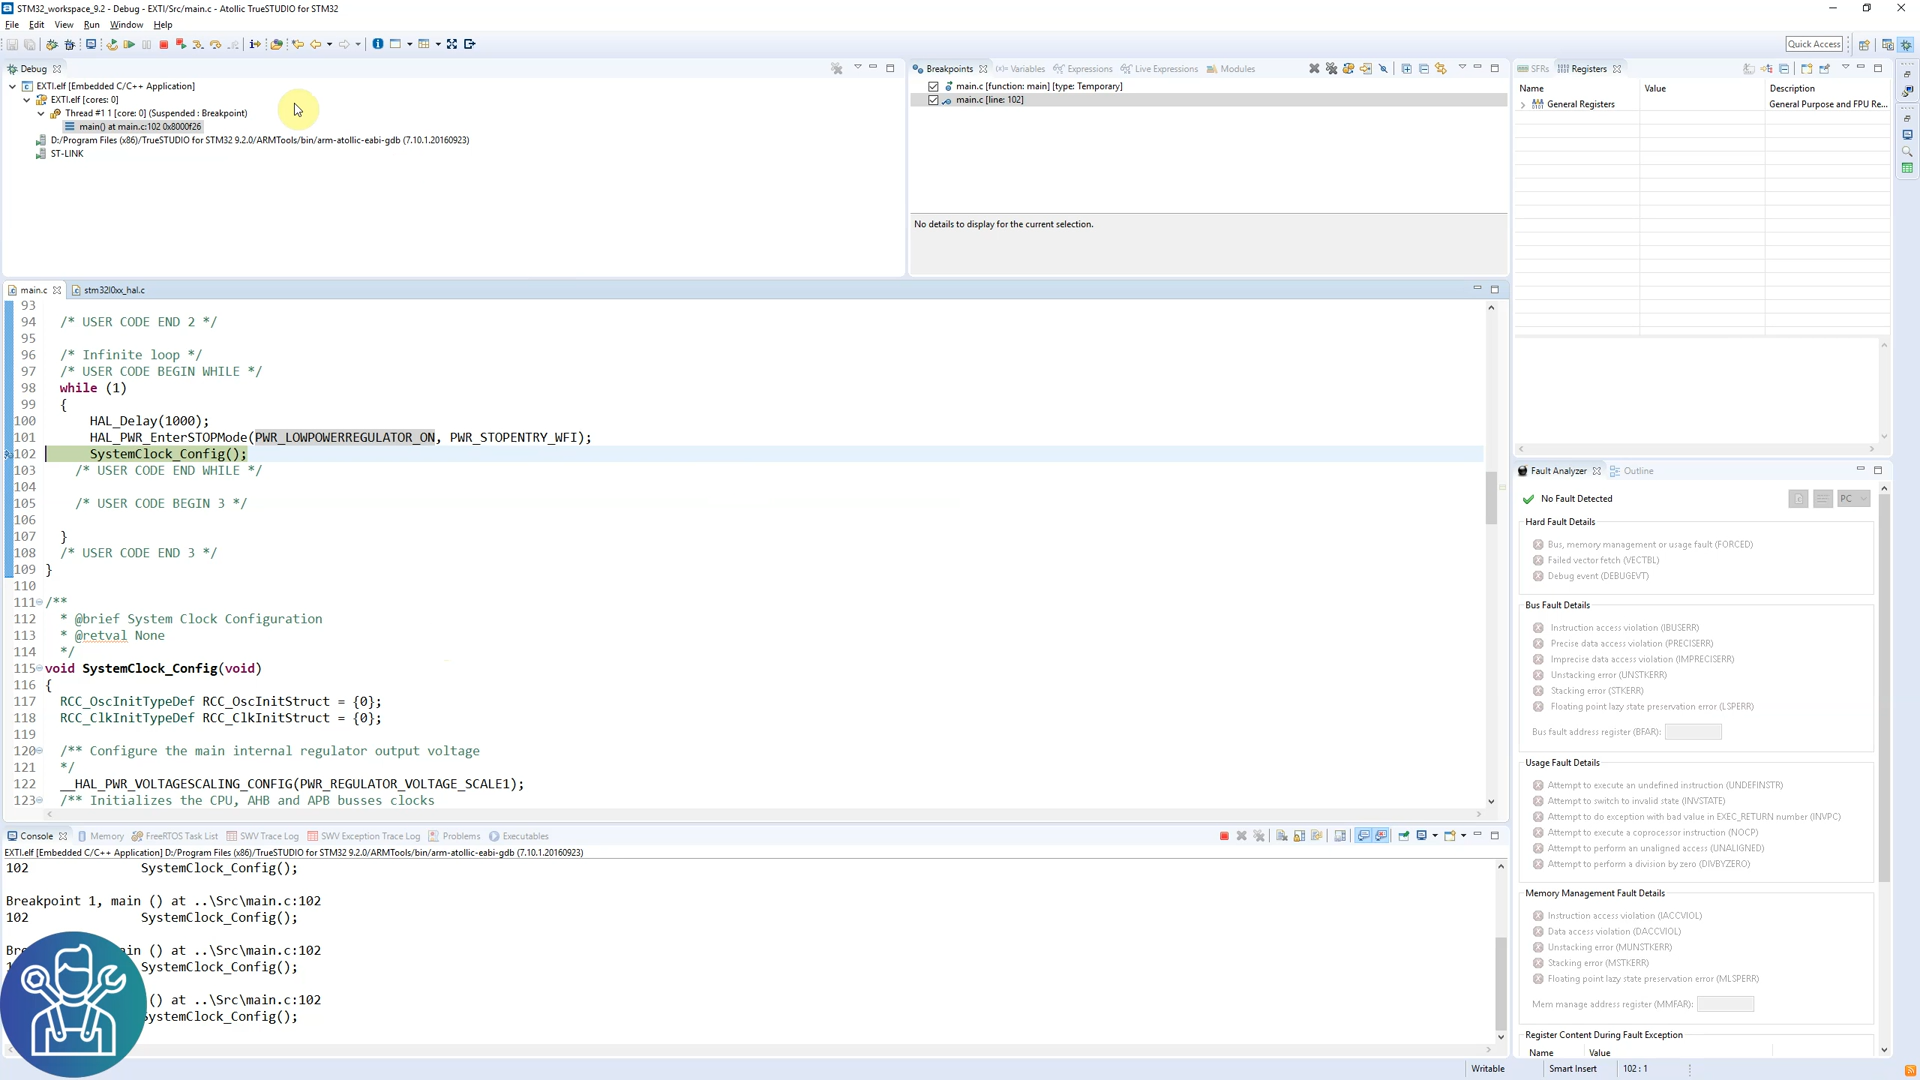 STM32_workspace_9.2 - Debug - EXTI/Src/main.c - Atollic TrueSTUDIO for STM32
File Edit View Run Window Help
Quick Access
Debug
EXTI.elf [Embedded C/C++ Application]
EXTI.elf [cores: 0]
Thread #1 1 [core: 0] (Suspended : Breakpoint)
main() at main.c:102 0x8000f26
D:/Program Files (x86)/TrueSTUDIO for STM32 9.2.0/ARMTools/bin/arm-atollic-eabi-gdb (7.10.1.20160923)
ST-LINK
Breakpoints Variables Expressions Live Expressions Modules
main.c [function: main] [type: Temporary]
main.c [line: 102]
No details to display for the current selection.
SFRs Registers
Name Value Description
General Registers General Purpose and FPU Re...
main.c stm32l0xx_hal.c
93
94 /* USER CODE END 2 */
95
96 /* Infinite loop */
97 /* USER CODE BEGIN WHILE */
98 while (1)
99 {
100 HAL_Delay(1000);
101 HAL_PWR_EnterSTOPMode(PWR_LOWPOWERREGULATOR_ON, PWR_STOPENTRY_WFI);
102 SystemClock_Config();
103 /* USER CODE END WHILE */
104
105 /* USER CODE BEGIN 3 */
106
107 }
108 /* USER CODE END 3 */
109 }
110
111 /**
112 * @brief System Clock Configuration
113 * @retval None
114 */
115 void SystemClock_Config(void)
116 {
117 RCC_OscInitTypeDef RCC_OscInitStruct = {0};
118 RCC_ClkInitTypeDef RCC_ClkInitStruct = {0};
119
120 /** Configure the main internal regulator output voltage
121 */
122 __HAL_PWR_VOLTAGESCALING_CONFIG(PWR_REGULATOR_VOLTAGE_SCALE1);
123 /** Initializes the CPU, AHB and APB busses clocks
Fault Analyzer Outline
No Fault Detected
PC
Hard Fault Details
Bus, memory management or usage fault (FORCED)
Failed vector fetch (VECTBL)
Debug event (DEBUGEVT)
Bus Fault Details
Instruction access violation (IBUSERR)
Precise data access violation (PRECISERR)
Imprecise data access violation (IMPRECISERR)
Unstacking error (UNSTKERR)
Stacking error (STKERR)
Floating point lazy state preservation error (LSPERR)
Bus fault address register (BFAR):
Usage Fault Details
Attempt to execute an undefined instruction (UNDEFINSTR)
Attempt to switch to invalid state (INVSTATE)
Attempt to do exception with bad value in EXEC_RETURN number (INVPC)
Attempt to execute a coprocessor instruction (NOCP)
Attempt to perform an unaligned access (UNALIGNED)
Attempt to perform a division by zero (DIVBYZERO)
Memory Management Fault Details
Instruction access violation (IACCVIOL)
Data access violation (DACCVIOL)
Unstacking error (MUNSTKERR)
Stacking error (MSTKERR)
Floating point lazy state preservation error (MLSPERR)
Mem manage address register (MMFAR):
Register Content During Fault Exception
Name Value
Console Memory FreeRTOS Task List SWV Trace Log SWV Exception Trace Log Problems Executables
EXTI.elf [Embedded C/C++ Application] D:/Program Files (x86)/TrueSTUDIO for STM32 9.2.0/ARMTools/bin/arm-atollic-eabi-gdb (7.10.1.20160923)
102 SystemClock_Config();
Breakpoint 1, main () at ..\Src\main.c:102
102 SystemClock_Config();
in () at ..\Src\main.c:102
SystemClock_Config();
() at ..\Src\main.c:102
ystemClock_Config();
Writable Smart Insert 102 : 1